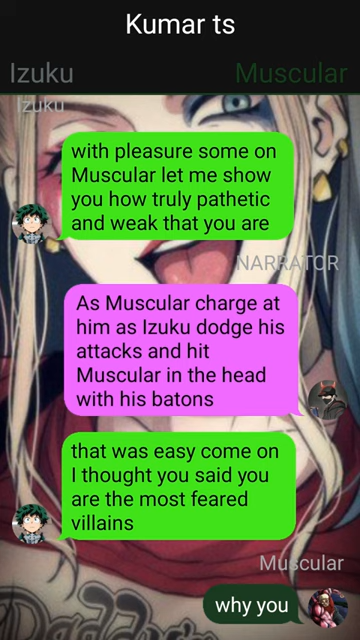 Kumar ts
Izuku
Muscular
Izuku
with pleasure some on
Muscular let me show
you how truly pathetic
and weak that you are
NARRATOR
As Muscular charge at
him as Izuku dodge his
attacks and hit
Muscular in the head
with his batons
that was easy come on
I thought you said you
are the most feared
villains
Muscular
why you